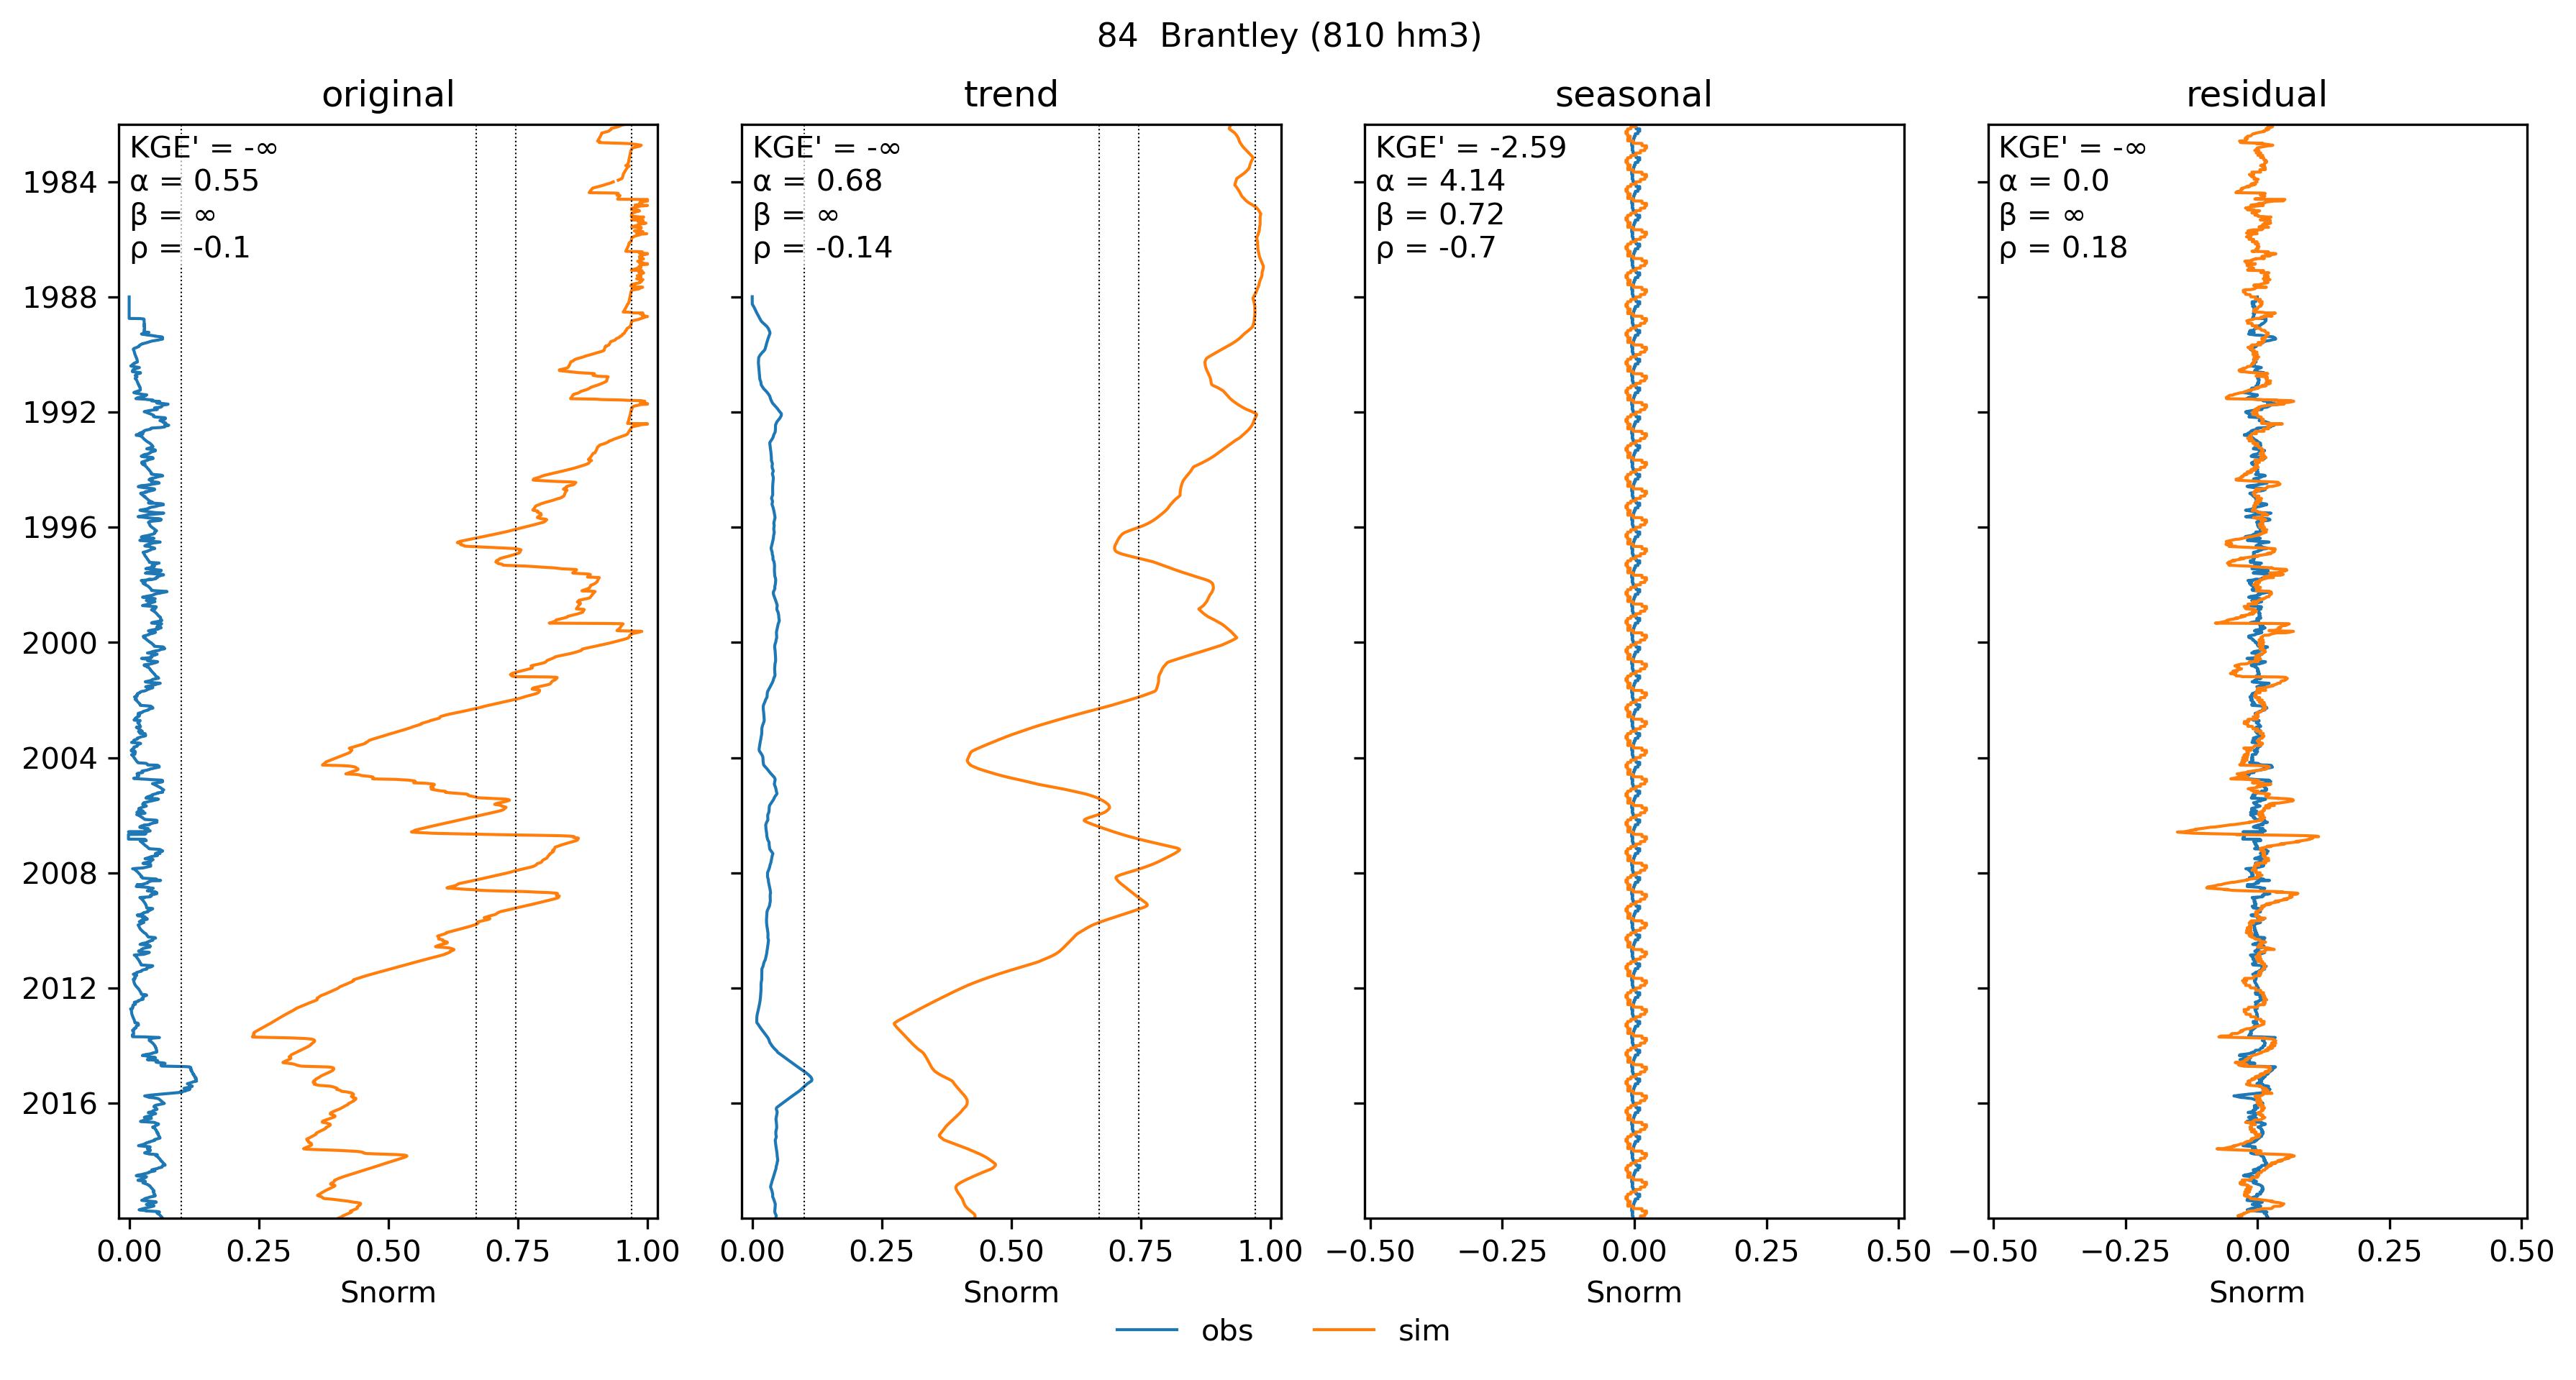 84  Brantley (810 hm3)
original
trend
seasonal
residual
KGE' = -∞
α = 0.55
β = ∞
ρ = -0.1
KGE' = -∞
α = 0.68
β = ∞
ρ = -0.14
KGE' = -2.59
α = 4.14
β = 0.72
ρ = -0.7
KGE' = -∞
α = 0.0
β = ∞
ρ = 0.18
1984
1988
1992
1996
2000
2004
2008
2012
2016
0.00 0.25 0.50 0.75 1.00
0.00 0.25 0.50 0.75 1.00
−0.50 −0.25 0.00 0.25 0.50
−0.50 −0.25 0.00 0.25 0.50
Snorm
Snorm
Snorm
Snorm
obs
sim